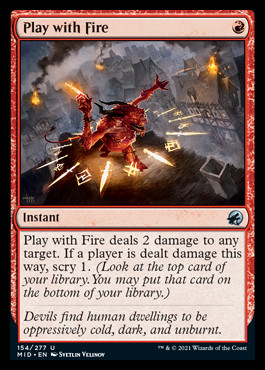 Play with Fire
Instant
Play with Fire deals 2 damage to any
target. If a player is dealt damage this
way, scry 1. (Look at the top card of
your library. You may put that card on
the bottom of your library.)
Devils find human dwellings to be
oppressively cold, dark, and unburnt.
154/277 U
MID • EN SVETLIN VELINOV
™ & © 2021 Wizards of the Coast